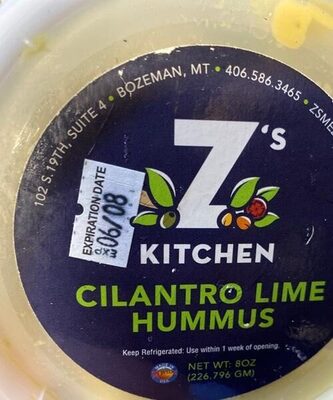 102 S. 19TH, SUITE 4 • BOZEMAN, MT • 406.586.3465 •
Z's
KITCHEN
EXPIRATION DATE
06/08
CILANTRO LIME
HUMMUS
Keep Refrigerated: Use within 1 week of opening.
NET WT: 8OZ
(226.796 GM)